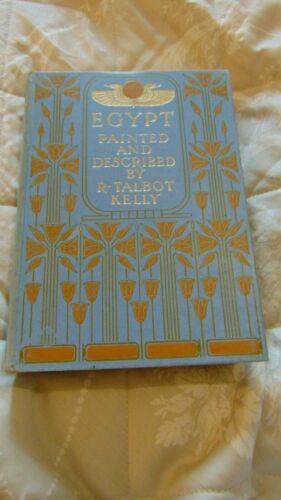 EGYPT
PAINTED
AND
DESCRIBED
BY
R·TALBOT
KELLY